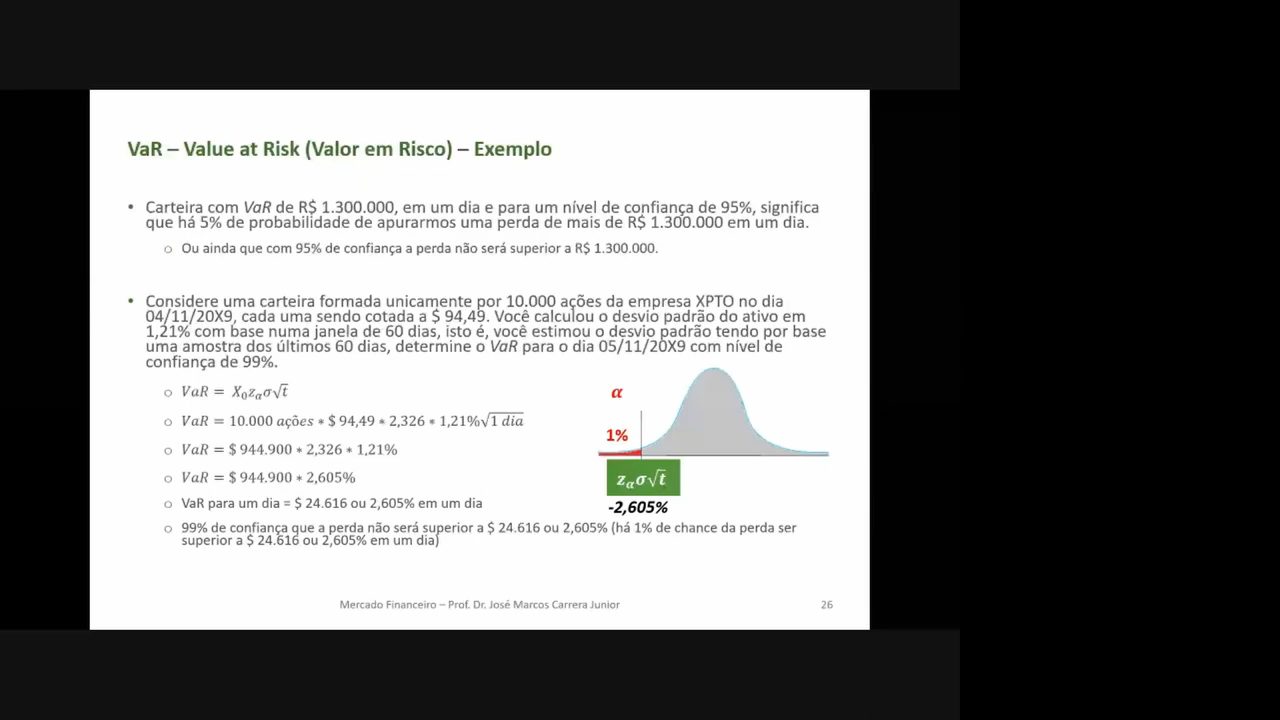 VaR – Value at Risk (Valor em Risco) – Exemplo
• Carteira com VaR de R$ 1.300.000, em um dia e para um nível de confiança de 95%, significa
que há 5% de probabilidade de apurarmos uma perda de mais de R$ 1.300.000 em um dia.
o Ou ainda que com 95% de confiança a perda não será superior a R$ 1.300.000.
• Considere uma carteira formada unicamente por 10.000 ações da empresa XPTO no dia
04/11/20X9, cada uma sendo cotada a $ 94,49. Você calculou o desvio padrão do ativo em
1,21% com base numa janela de 60 dias, isto é, você estimou o desvio padrão tendo por base
uma amostra dos últimos 60 dias, determine o VaR para o dia 05/11/20X9 com nível de
confiança de 99%.
o VaR = X₀zασ√t
o VaR = 10.000 ações ∗ $ 94,49 ∗ 2,326 ∗ 1,21%√1 dia
o VaR = $ 944.900 ∗ 2,326 ∗ 1,21%
o VaR = $ 944.900 ∗ 2,605%
o VaR para um dia = $ 24.616 ou 2,605% em um dia
o 99% de confiança que a perda não será superior a $ 24.616 ou 2,605% (há 1% de chance da perda ser
superior a $ 24.616 ou 2,605% em um dia)
α
1%
zασ√t
-2,605%
Mercado Financeiro – Prof. Dr. José Marcos Carrera Junior
26